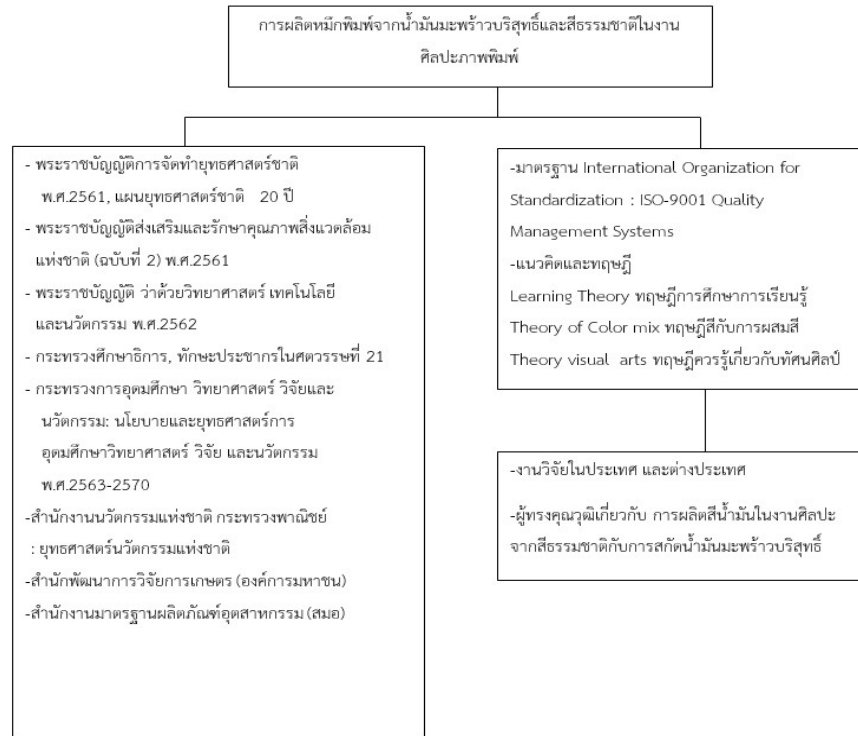 การผลิตหมึกพิมพ์จากน้ำมันมะพร้าวบริสุทธิ์และสีธรรมชาติในงาน
ศิลปะภาพพิมพ์
- พระราชบัญญัติการจัดทำยุทธศาสตร์ชาติ
พ.ศ.2561, แผนยุทธศาสตร์ชาติ 20 ปี
- พระราชบัญญัติส่งเสริมและรักษาคุณภาพสิ่งแวดล้อม
แห่งชาติ (ฉบับที่ 2) พ.ศ.2561
- พระราชบัญญัติ ว่าด้วยวิทยาศาสตร์ เทคโนโลยี
และนวัตกรรม พ.ศ.2562
- กระทรวงศึกษาธิการ, ทักษะประชากรในศตวรรษที่ 21
- กระทรวงการอุดมศึกษา วิทยาศาสตร์ วิจัยและ
นวัตกรรม: นโยบายและยุทธศาสตร์การ
อุดมศึกษาวิทยาศาสตร์ วิจัย และนวัตกรรม
พ.ศ.2563-2570
-สำนักงานนวัตกรรมแห่งชาติ กระทรวงพาณิชย์
: ยุทธศาสตร์นวัตกรรมแห่งชาติ
-สำนักพัฒนาการวิจัยการเกษตร (องค์การมหาชน)
-สำนักงานมาตรฐานผลิตภัณฑ์อุตสาหกรรม (สมอ)
-มาตรฐาน International Organization for
Standardization : ISO-9001 Quality
Management Systems
-แนวคิดและทฤษฎี
Learning Theory ทฤษฎีการศึกษาการเรียนรู้
Theory of Color mix ทฤษฎีสีกับการผสมสี
Theory visual arts ทฤษฎีควรรู้เกี่ยวกับทัศนศิลป์
-งานวิจัยในประเทศ และต่างประเทศ
-ผู้ทรงคุณวุฒิเกี่ยวกับ การผลิตสีน้ำมันในงานศิลปะ
จากสีธรรมชาติกับการสกัดน้ำมันมะพร้าวบริสุทธิ์